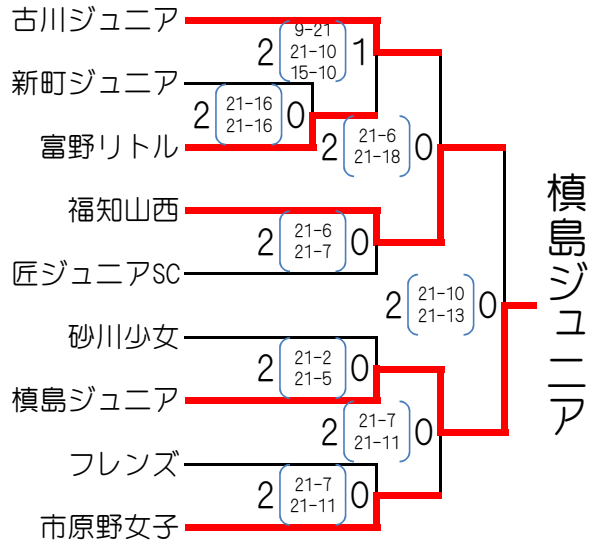 古川ジュニア
2 9-21 1
21-10
15-10
新町ジュニア
2 21-16 0
21-16
富野リトル
2 21-6 0
21-18
福知山西
2 21-6 0
21-7
匠ジュニアSC
2 21-10 0
21-13
槙島ジュニア
砂川少女
2 21-2 0
21-5
槙島ジュニア
2 21-7 0
21-11
フレンズ
2 21-7 0
21-11
市原野女子